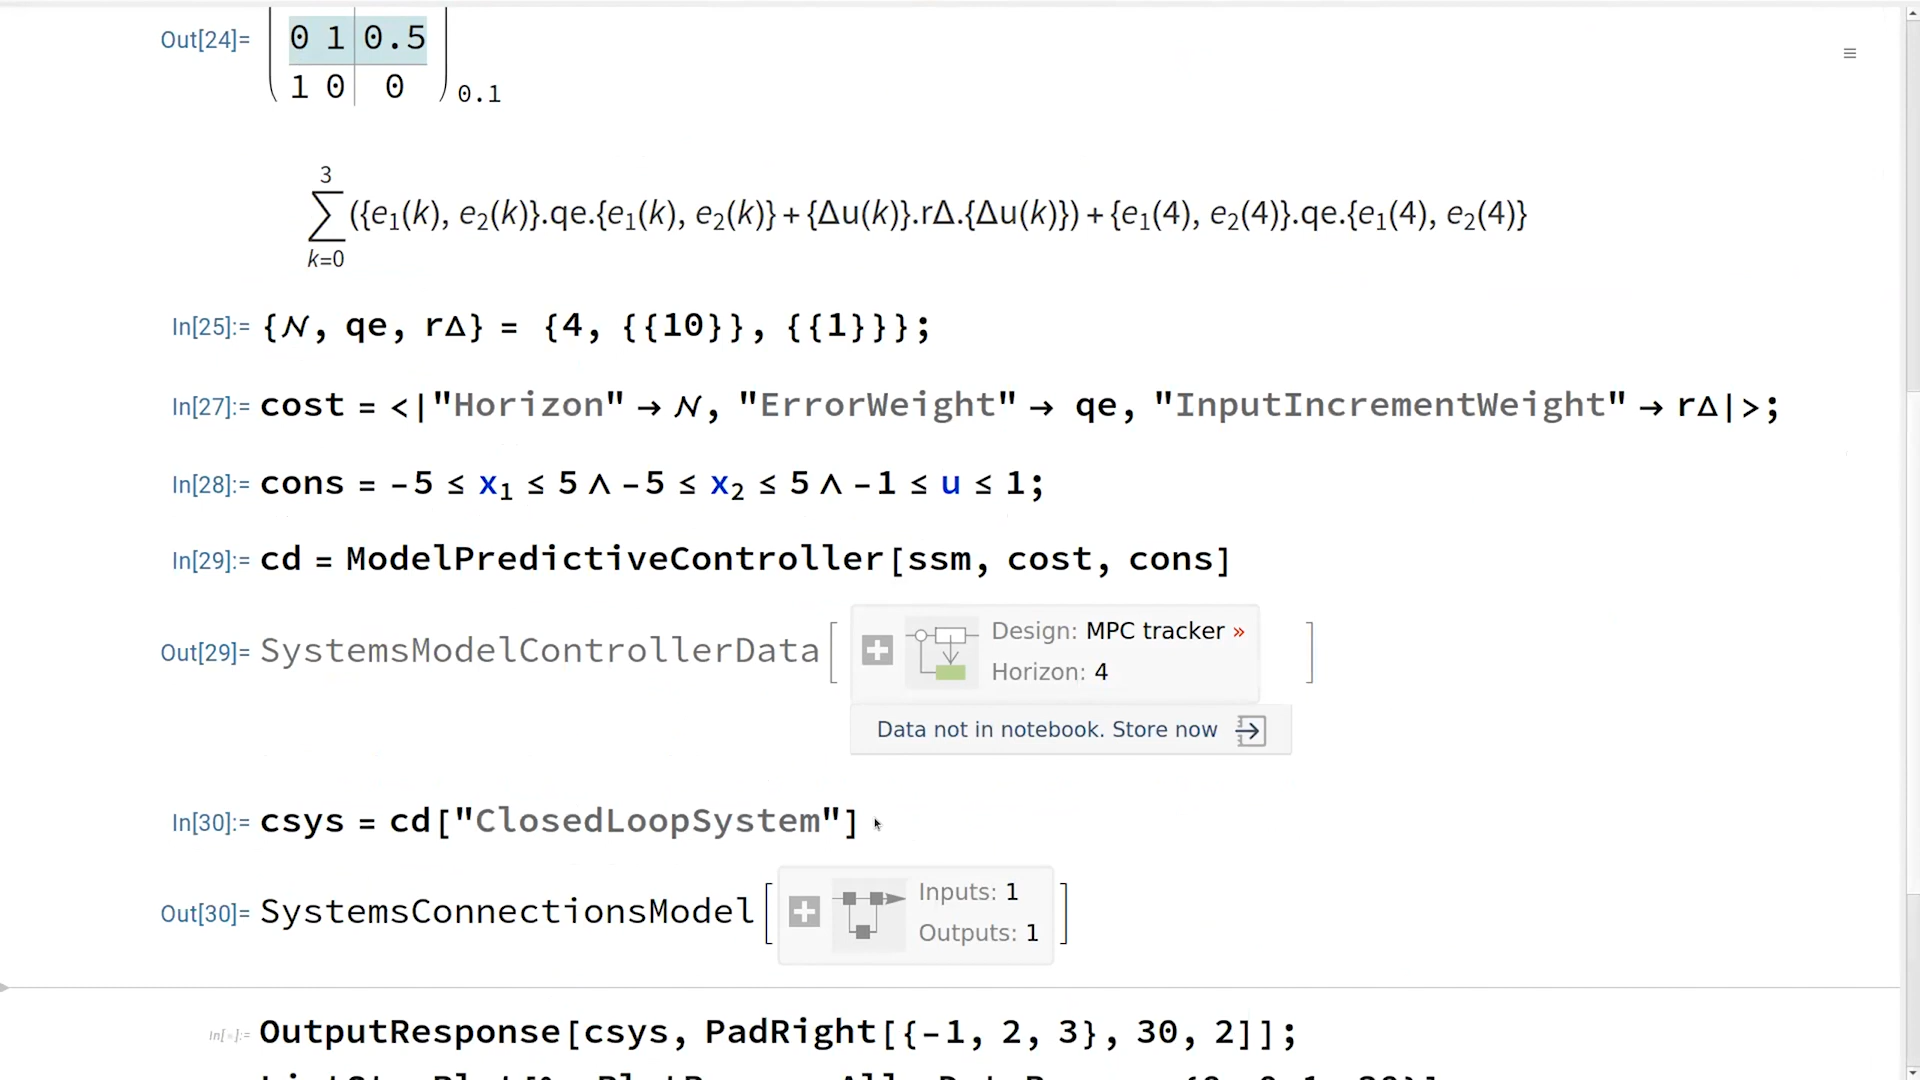 Out[24]=
0 1 0.5
1 0 0
0.1
3
∑ ({e₁(k), e₂(k)}.qe.{e₁(k), e₂(k)} + {Δu(k)}.rΔ.{Δu(k)}) + {e₁(4), e₂(4)}.qe.{e₁(4), e₂(4)}
k=0
In[25]:= {𝒩, qe, rΔ} = {4, {{10}}, {{1}}};
In[27]:= cost = <|"Horizon" → 𝒩, "ErrorWeight" → qe, "InputIncrementWeight" → rΔ|>;
In[28]:= cons = -5 ≤ x₁ ≤ 5 ∧ -5 ≤ x₂ ≤ 5 ∧ -1 ≤ u ≤ 1;
In[29]:= cd = ModelPredictiveController[ssm, cost, cons]
Out[29]= SystemsModelControllerData[
Design: MPC tracker »
Horizon: 4
]
Data not in notebook. Store now
In[30]:= csys = cd["ClosedLoopSystem"]
Out[30]= SystemsConnectionsModel[
Inputs: 1
Outputs: 1
]
In[•]:= OutputResponse[csys, PadRight[{-1, 2, 3}, 30, 2]];